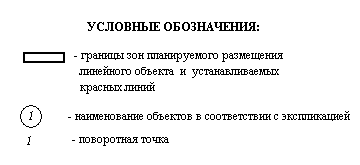 УСЛОВНЫЕ ОБОЗНАЧЕНИЯ:
- границы зон планируемого размещения
линейного объекта и устанавливаемых
красных линий
1 - наименование объектов в соответствии с экспликацией
1 - поворотная точка